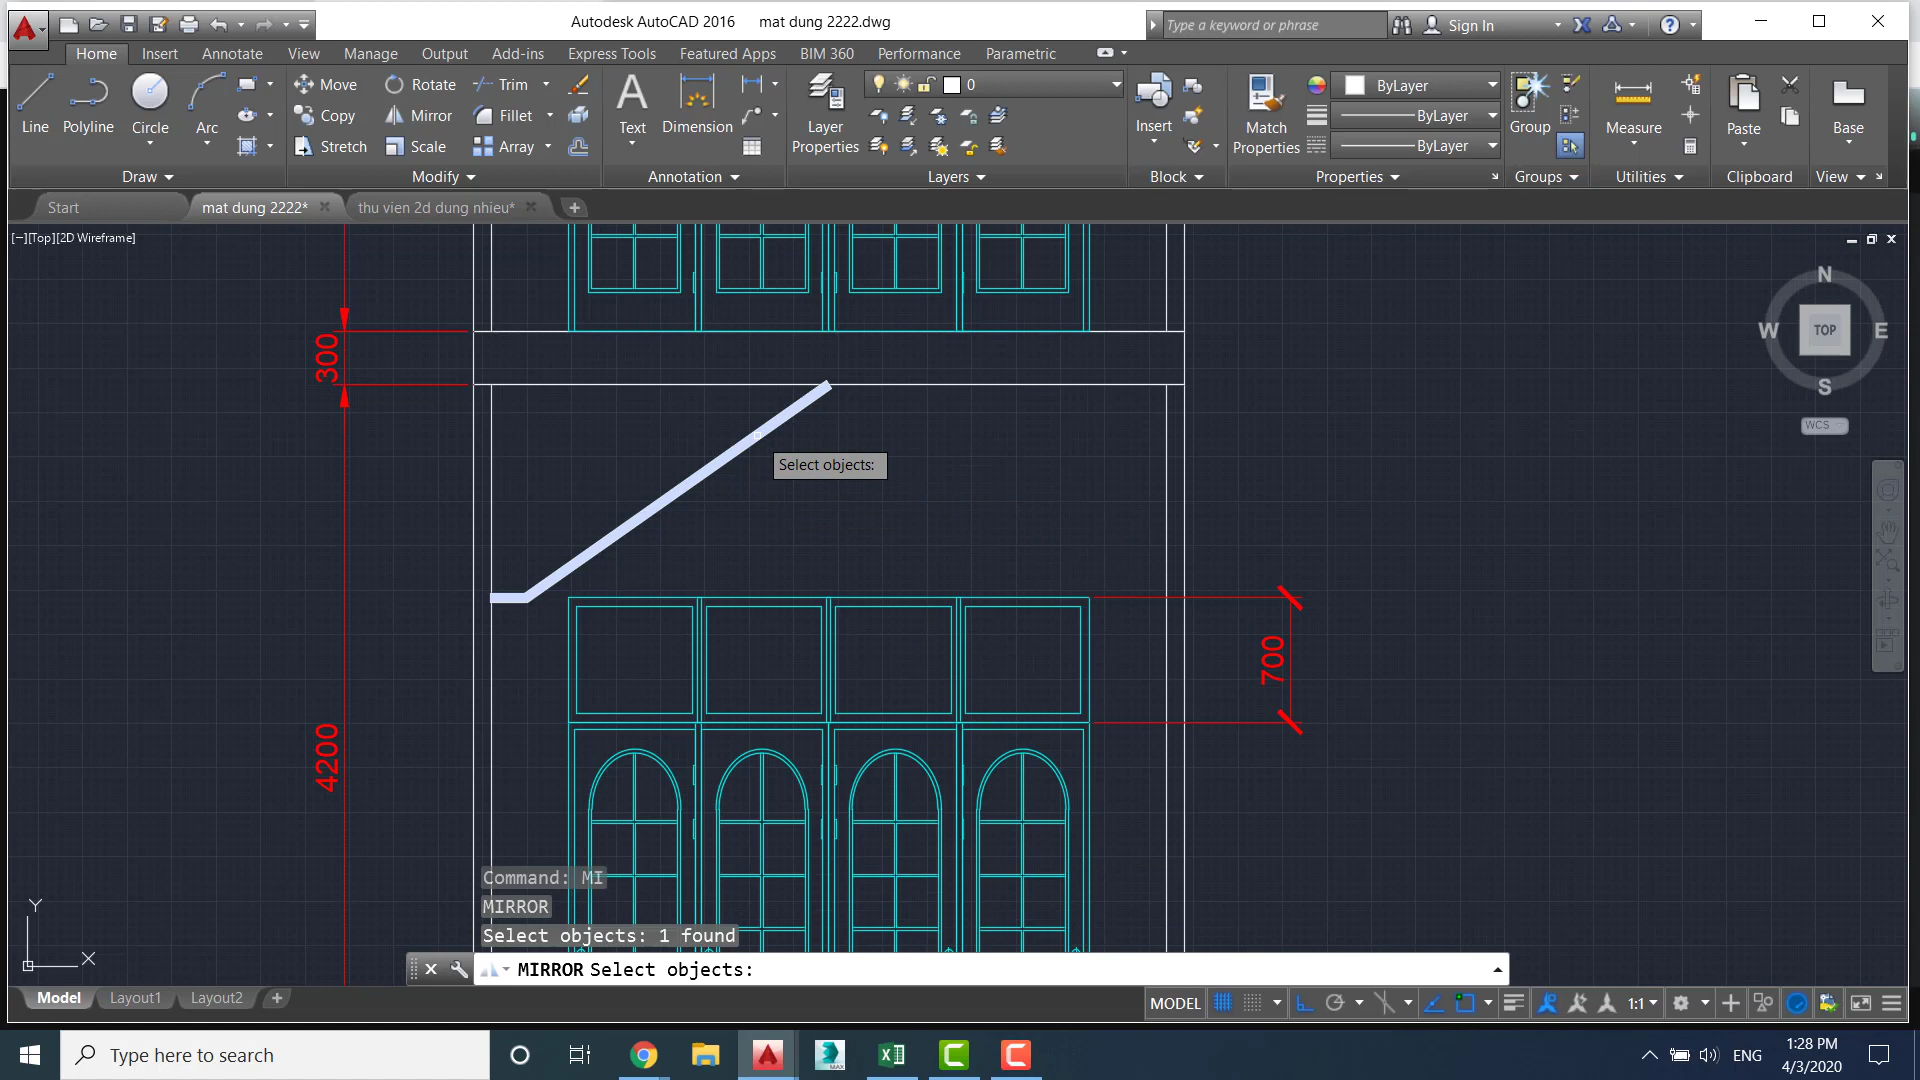 Autodesk AutoCAD 2016 mat dung 2222.dwg
Type a keyword or phrase
Sign In
Home Insert Annotate View Manage Output Add-ins Express Tools Featured Apps BIM 360 Performance Parametric
Line Polyline Circle Arc
Move Rotate Trim
Copy Mirror Fillet
Stretch Scale Array
Text Dimension
Layer Properties
0
Insert
Match Properties
ByLayer
ByLayer
ByLayer
Group
Measure
Paste
Base
Draw Modify Annotation Layers Block Properties Groups Utilities Clipboard View
Start mat dung 2222* thu vien 2d dung nhieu*
[−][Top][2D Wireframe]
N
W TOP E
S
WCS
300
Select objects:
700
4200
Command: MI
MIRROR
Select objects: 1 found
Y
X
MIRROR Select objects:
Model Layout1 Layout2
MODEL 1:1
Type here to search
MAX
ENG
1:28 PM
4/3/2020